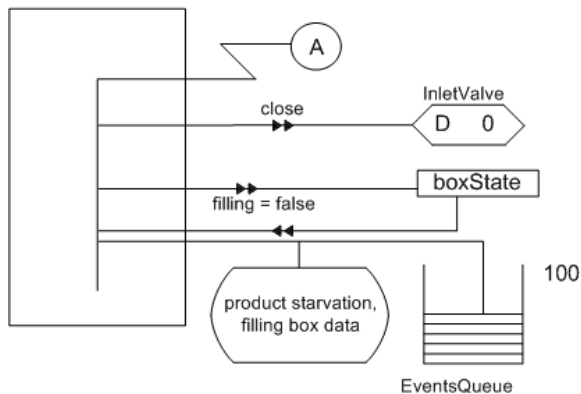 A
InletValve
close
D 0
boxState
filling = false
100
product starvation,
filling box data
EventsQueue